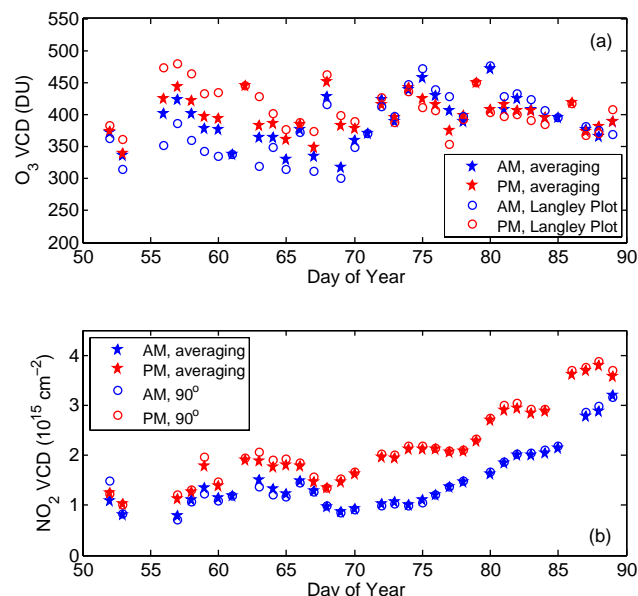 (a)
550
500
450
400
350
300
250
200
O3 VCD (DU)
AM, averaging
PM, averaging
AM, Langley Plot
PM, Langley Plot
50 55 60 65 70 75 80 85 90
Day of Year
(b)
4
3
2
1
0
NO2 VCD (10^15 cm^−2)
AM, averaging
PM, averaging
AM, 90°
PM, 90°
50 55 60 65 70 75 80 85 90
Day of Year